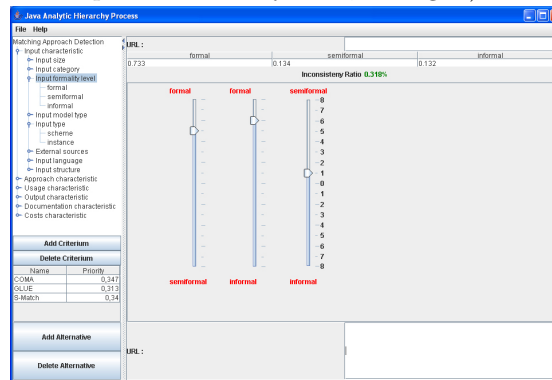 Java Analytic Hierarchy Process
File Help
Matching Approach Detection
Input characteristic
Input size
Input category
Input formality level
formal
semiformal
informal
Input model type
Input type
scheme
instance
External sources
Input language
Input structure
Approach characteristic
Usage characteristic
Output characteristic
Documentation characteristic
Costs characteristic
Add Criterium
Delete Criterium
Name Priority
COMA 0,347
GLUE 0,313
S-Match 0,34
Add Alternative
Delete Alternative
URL :
formal semiformal informal
0.733 0.134 0.132
Inconsisteny Ratio 0.318%
formal formal semiformal
8
7
6
5
4
3
2
1
0
1
2
3
4
5
6
7
8
semiformal informal informal
URL :